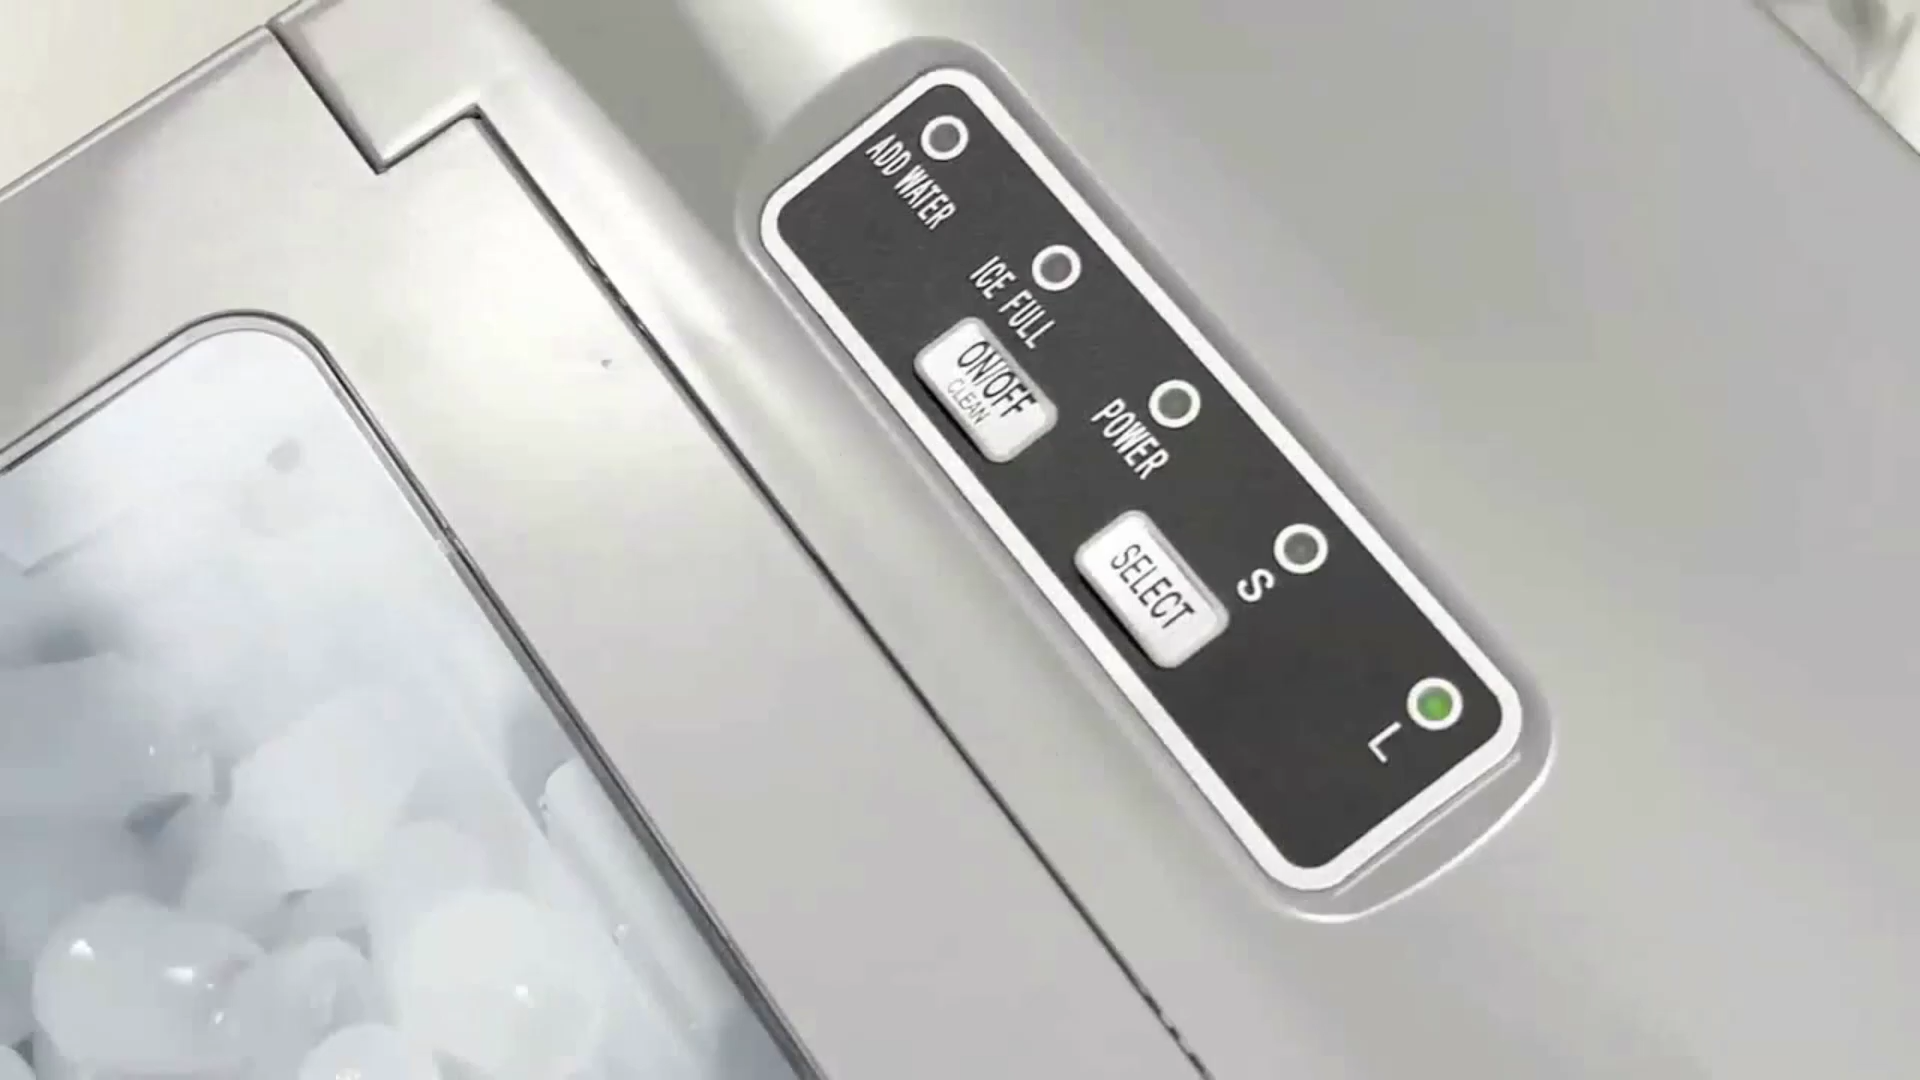 ADD WATER
ICE FULL
ON/OFF
CLEAN
POWER
SELECT
S
L